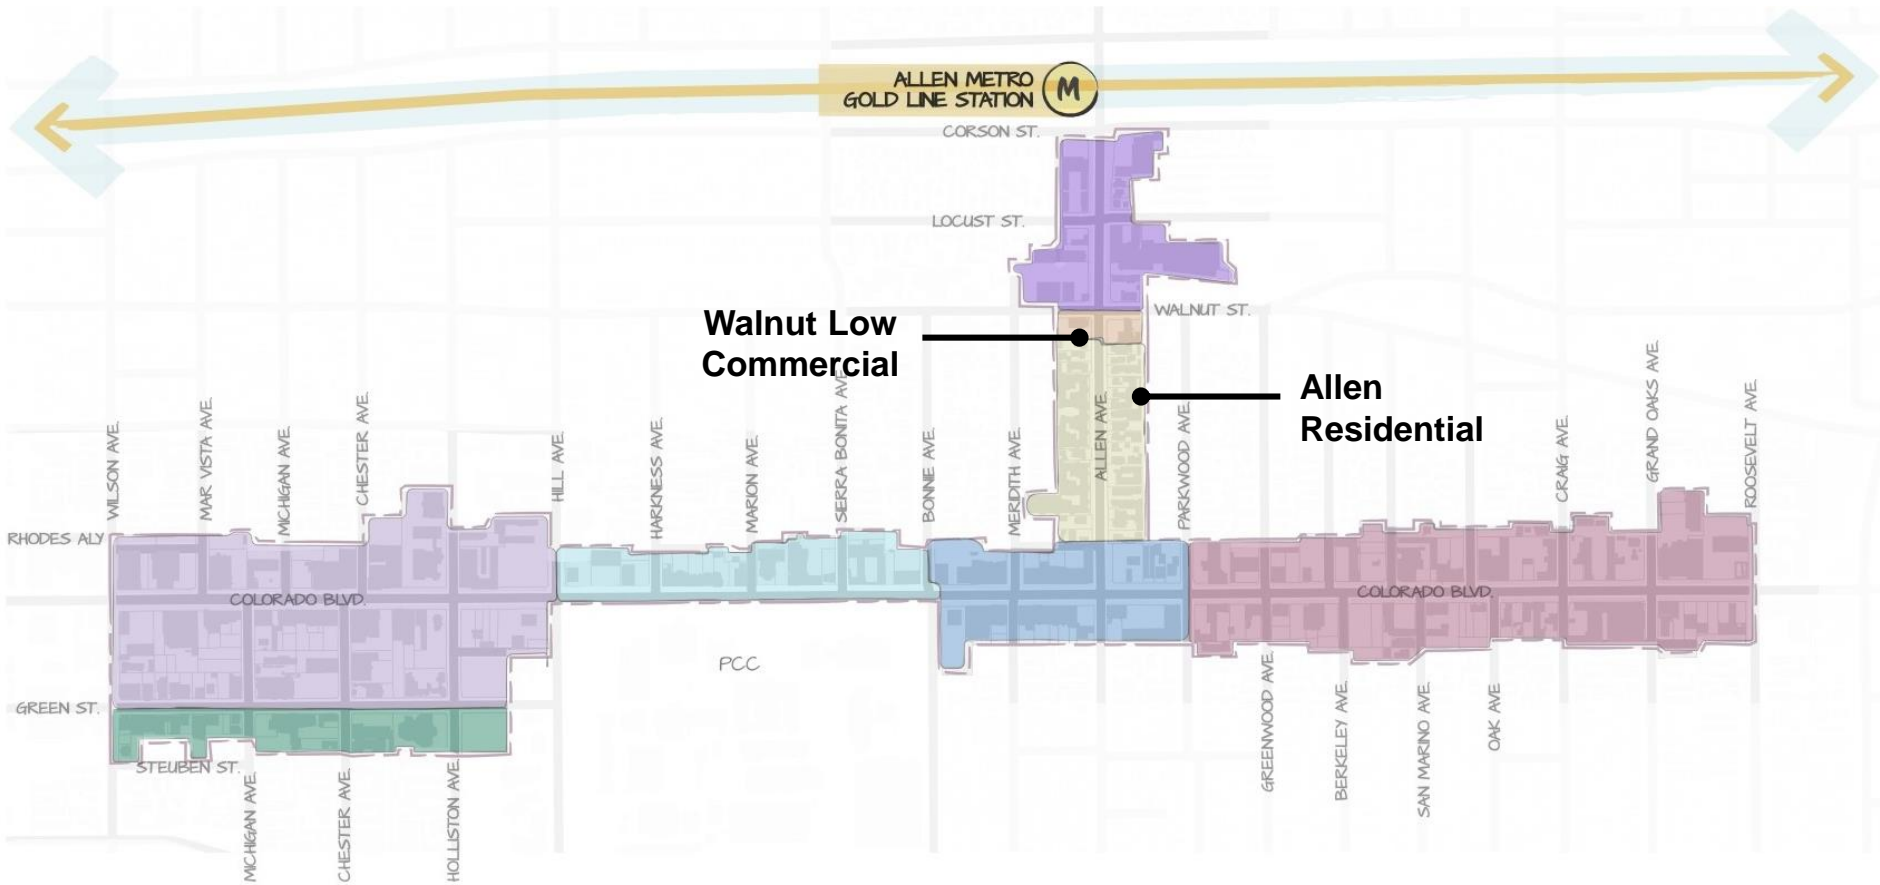 ALLEN METRO
GOLD LINE STATION
M
CORSON ST.
LOCUST ST.
WALNUT ST.
Walnut Low
Commercial
Allen
Residential
WILSON AVE.
MAR VISTA AVE.
MICHIGAN AVE.
CHESTER AVE.
HILL AVE.
HARKNESS AVE.
MARION AVE.
SIERRA BONITA AVE.
BONNIE AVE.
MERIDITH AVE.
ALLEN AVE.
PARKWOOD AVE.
CRAIG AVE.
GRAND OAKS AVE.
ROOSEVELT AVE.
RHODES ALY
COLORADO BLVD.
COLORADO BLVD.
PCC
GREEN ST.
STEUBEN ST.
MICHIGAN AVE.
CHESTER AVE.
HOLLISTON AVE.
GREENWOOD AVE.
BERKELEY AVE.
SAN MARINO AVE.
OAK AVE